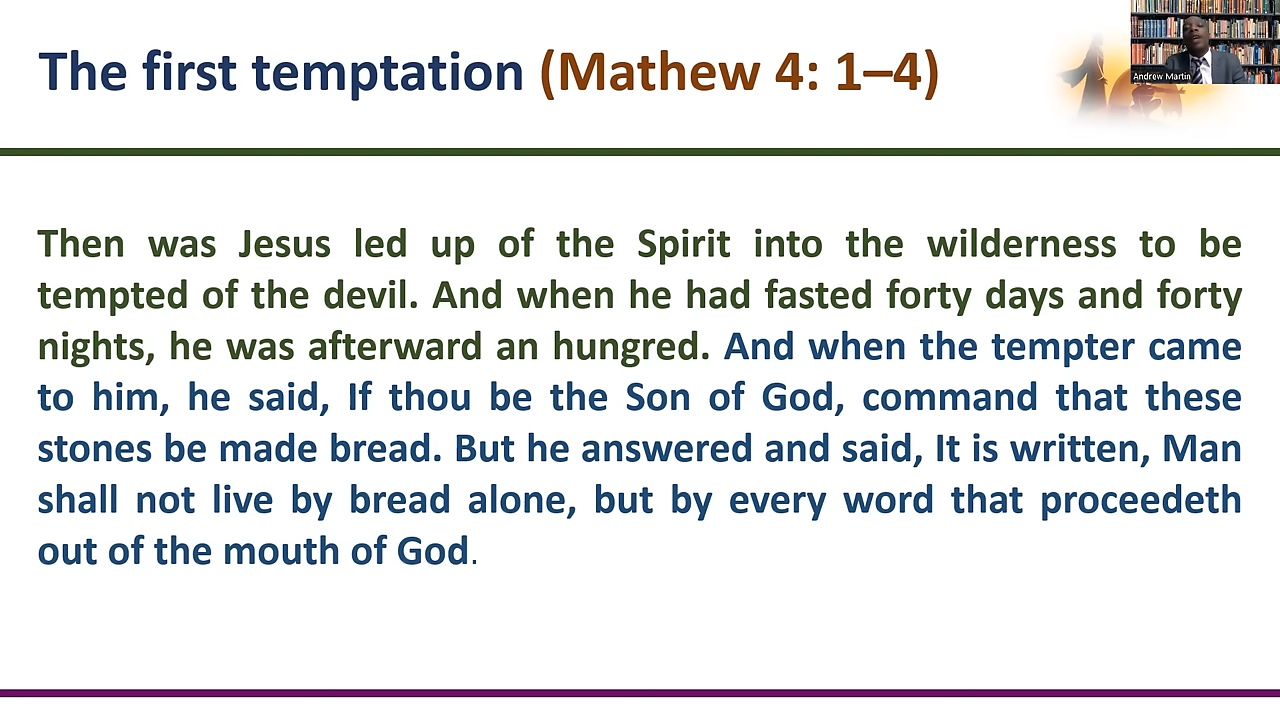 The first temptation (Mathew 4: 1–4)
Andrew Martin
Then was Jesus led up of the Spirit into the wilderness to be
tempted of the devil. And when he had fasted forty days and forty
nights, he was afterward an hungred. And when the tempter came
to him, he said, If thou be the Son of God, command that these
stones be made bread. But he answered and said, It is written, Man
shall not live by bread alone, but by every word that proceedeth
out of the mouth of God.